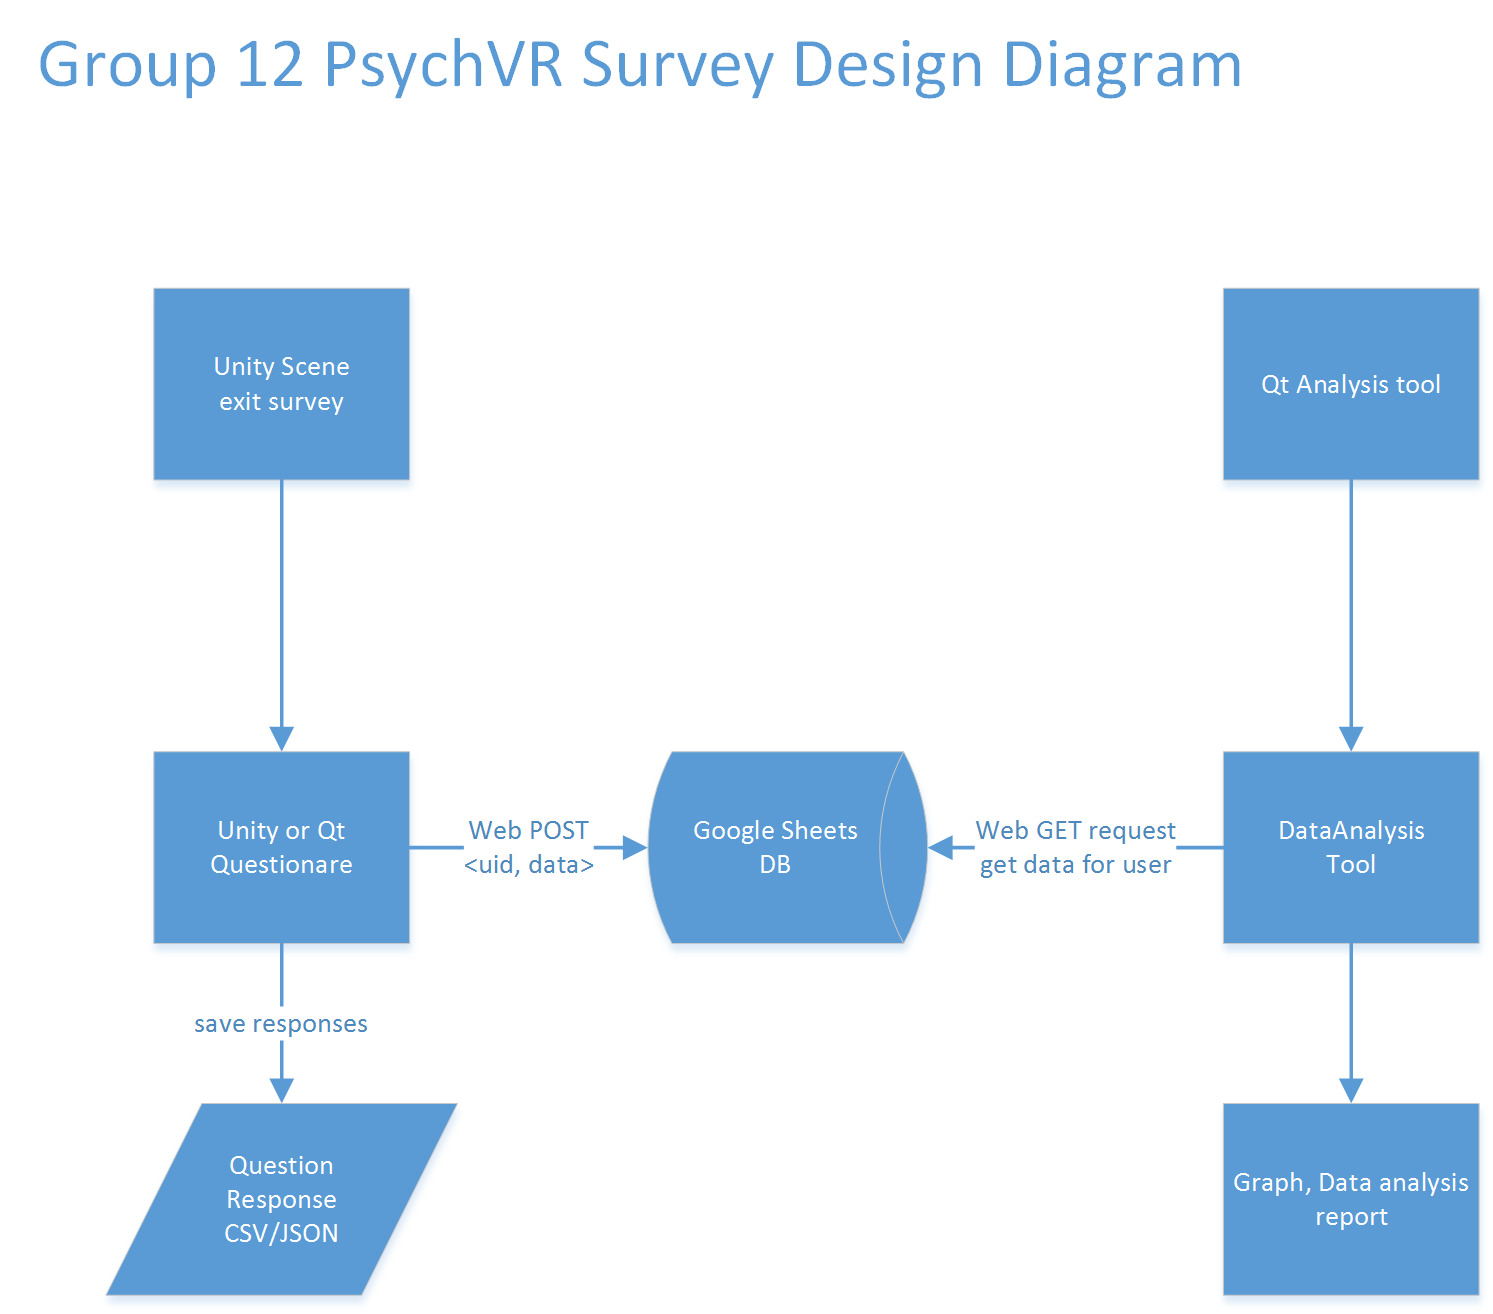 Group 12 PsychVR Survey Design Diagram
Unity Scene
exit survey
Qt Analysis tool
Unity or Qt
Questionare
Web POST
<uid, data>
Google Sheets
DB
Web GET request
get data for user
DataAnalysis
Tool
save responses
Question
Response
CSV/JSON
Graph, Data analysis
report